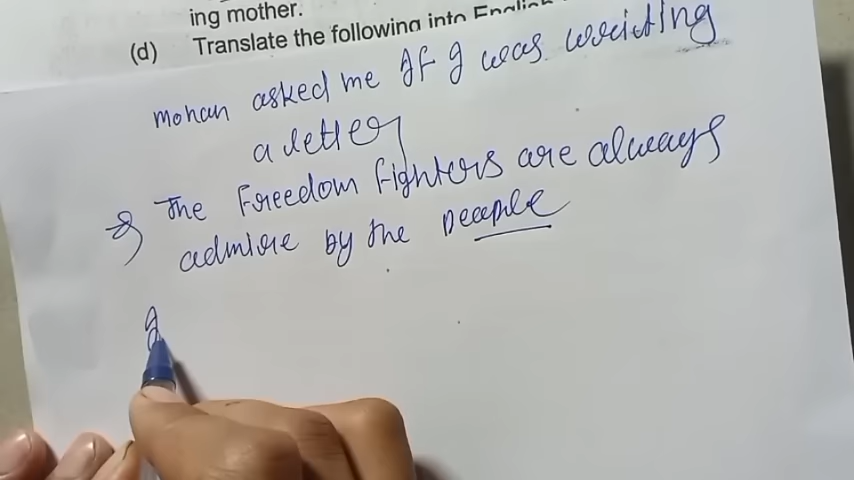 ing mother.
(d) Translate the following into English
mohan asked me If I was writing
a letter
The Freedom Fighters are always
admire by the people